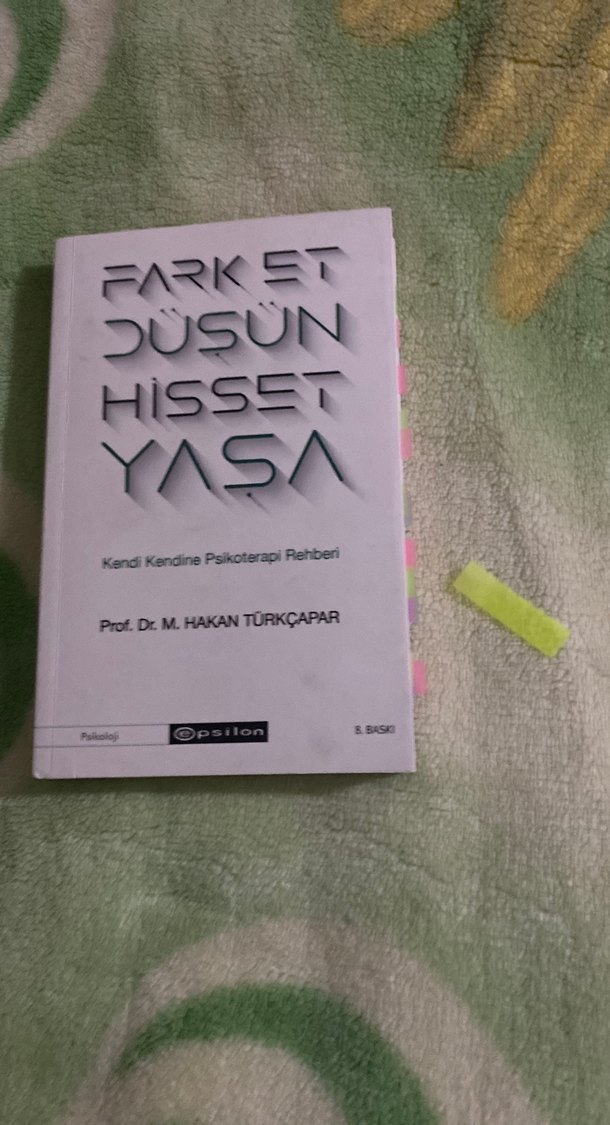 FARK ET
DÜŞÜN
HİSSET
YAŞA
Kendi Kendine Psikoterapi Rehberi
Prof. Dr. M. HAKAN TÜRKÇAPAR
Psikoloji
epsilon
8. BASKI